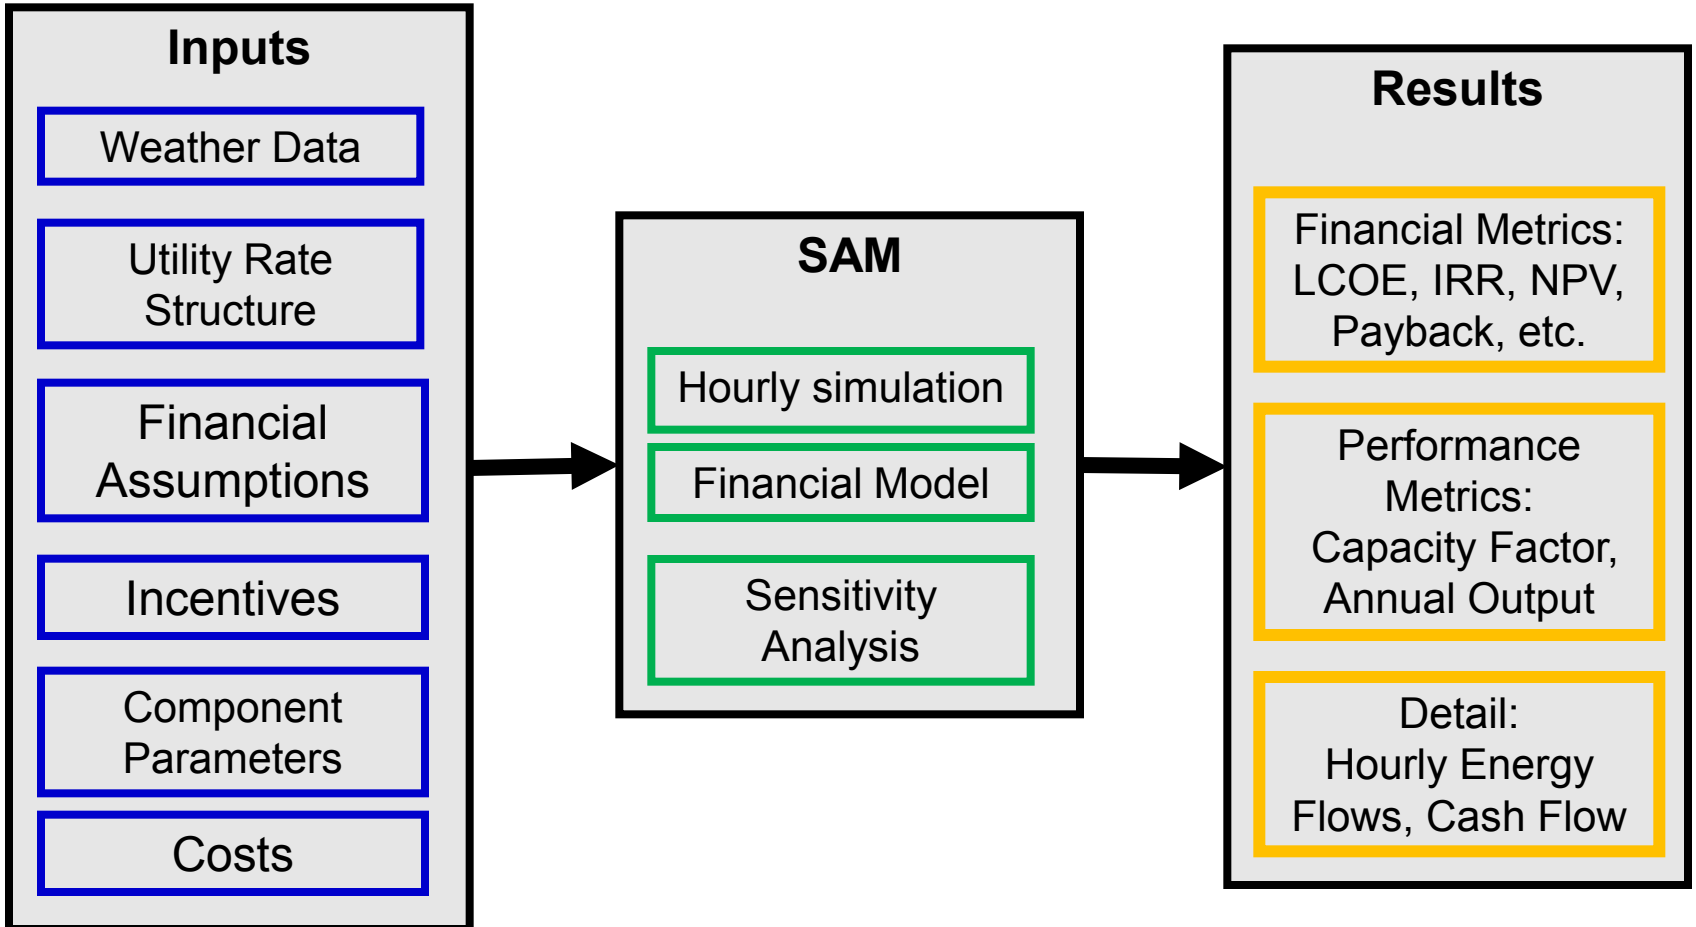 Inputs
Weather Data
Utility Rate
Structure
Financial
Assumptions
Incentives
Component
Parameters
Costs
SAM
Hourly simulation
Financial Model
Sensitivity
Analysis
Results
Financial Metrics:
LCOE, IRR, NPV,
Payback, etc.
Performance
Metrics:
Capacity Factor,
Annual Output
Detail:
Hourly Energy
Flows, Cash Flow